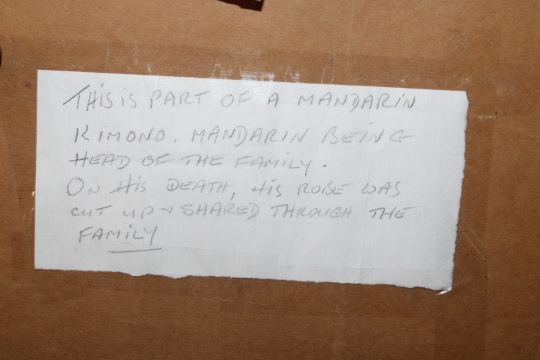 THIS IS PART OF A MANDARIN
KIMONO. MANDARIN BEING
HEAD OF THE FAMILY.
ON HIS DEATH, HIS ROBE WAS
CUT UP & SHARED THROUGH THE
FAMILY